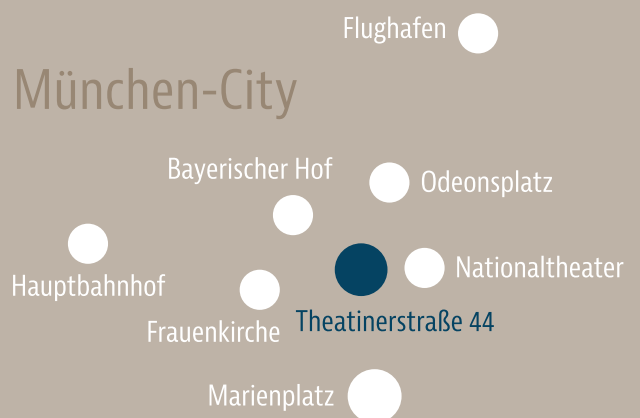 Flughafen
München-City
Bayerischer Hof
Odeonsplatz
Nationaltheater
Hauptbahnhof
Theatinerstraße 44
Frauenkirche
Marienplatz